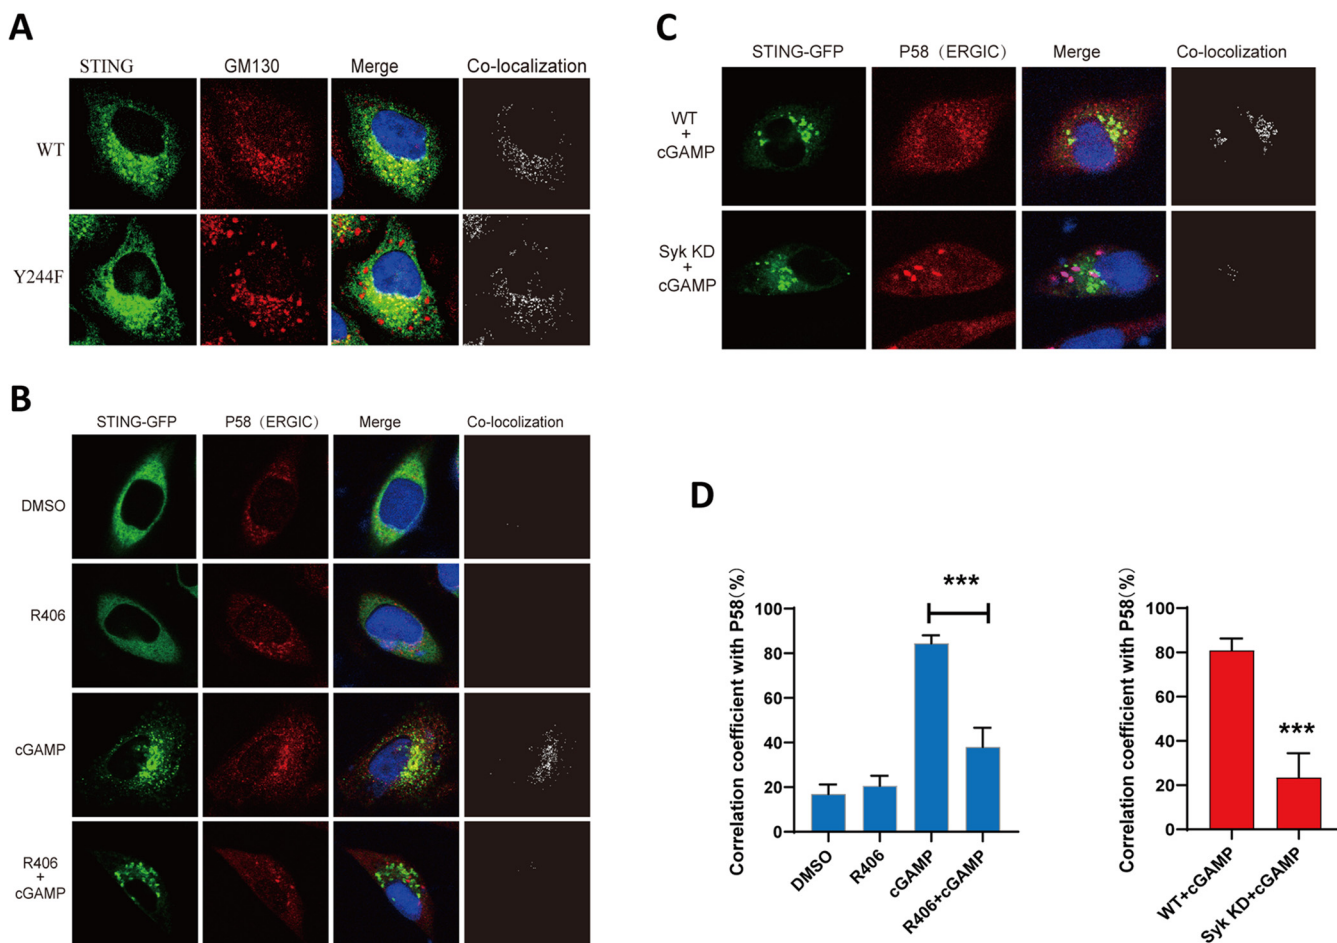 A
STING GM130 Merge Co-localization
WT
Y244F
B
STING-GFP P58（ERGIC） Merge Co-locolization
DMSO
R406
cGAMP
R406
+
cGAMP
C
STING-GFP P58（ERGIC） Merge Co-locolization
WT
+
cGAMP
Syk KD
+
cGAMP
D
Correlation coefficient with P58(%)
100
80
60
40
20
0
***
DMSO
R406
cGAMP
R406+cGAMP
Correlation coefficient with P58(%)
100
80
60
40
20
0
***
WT+cGAMP
Syk KD+cGAMP